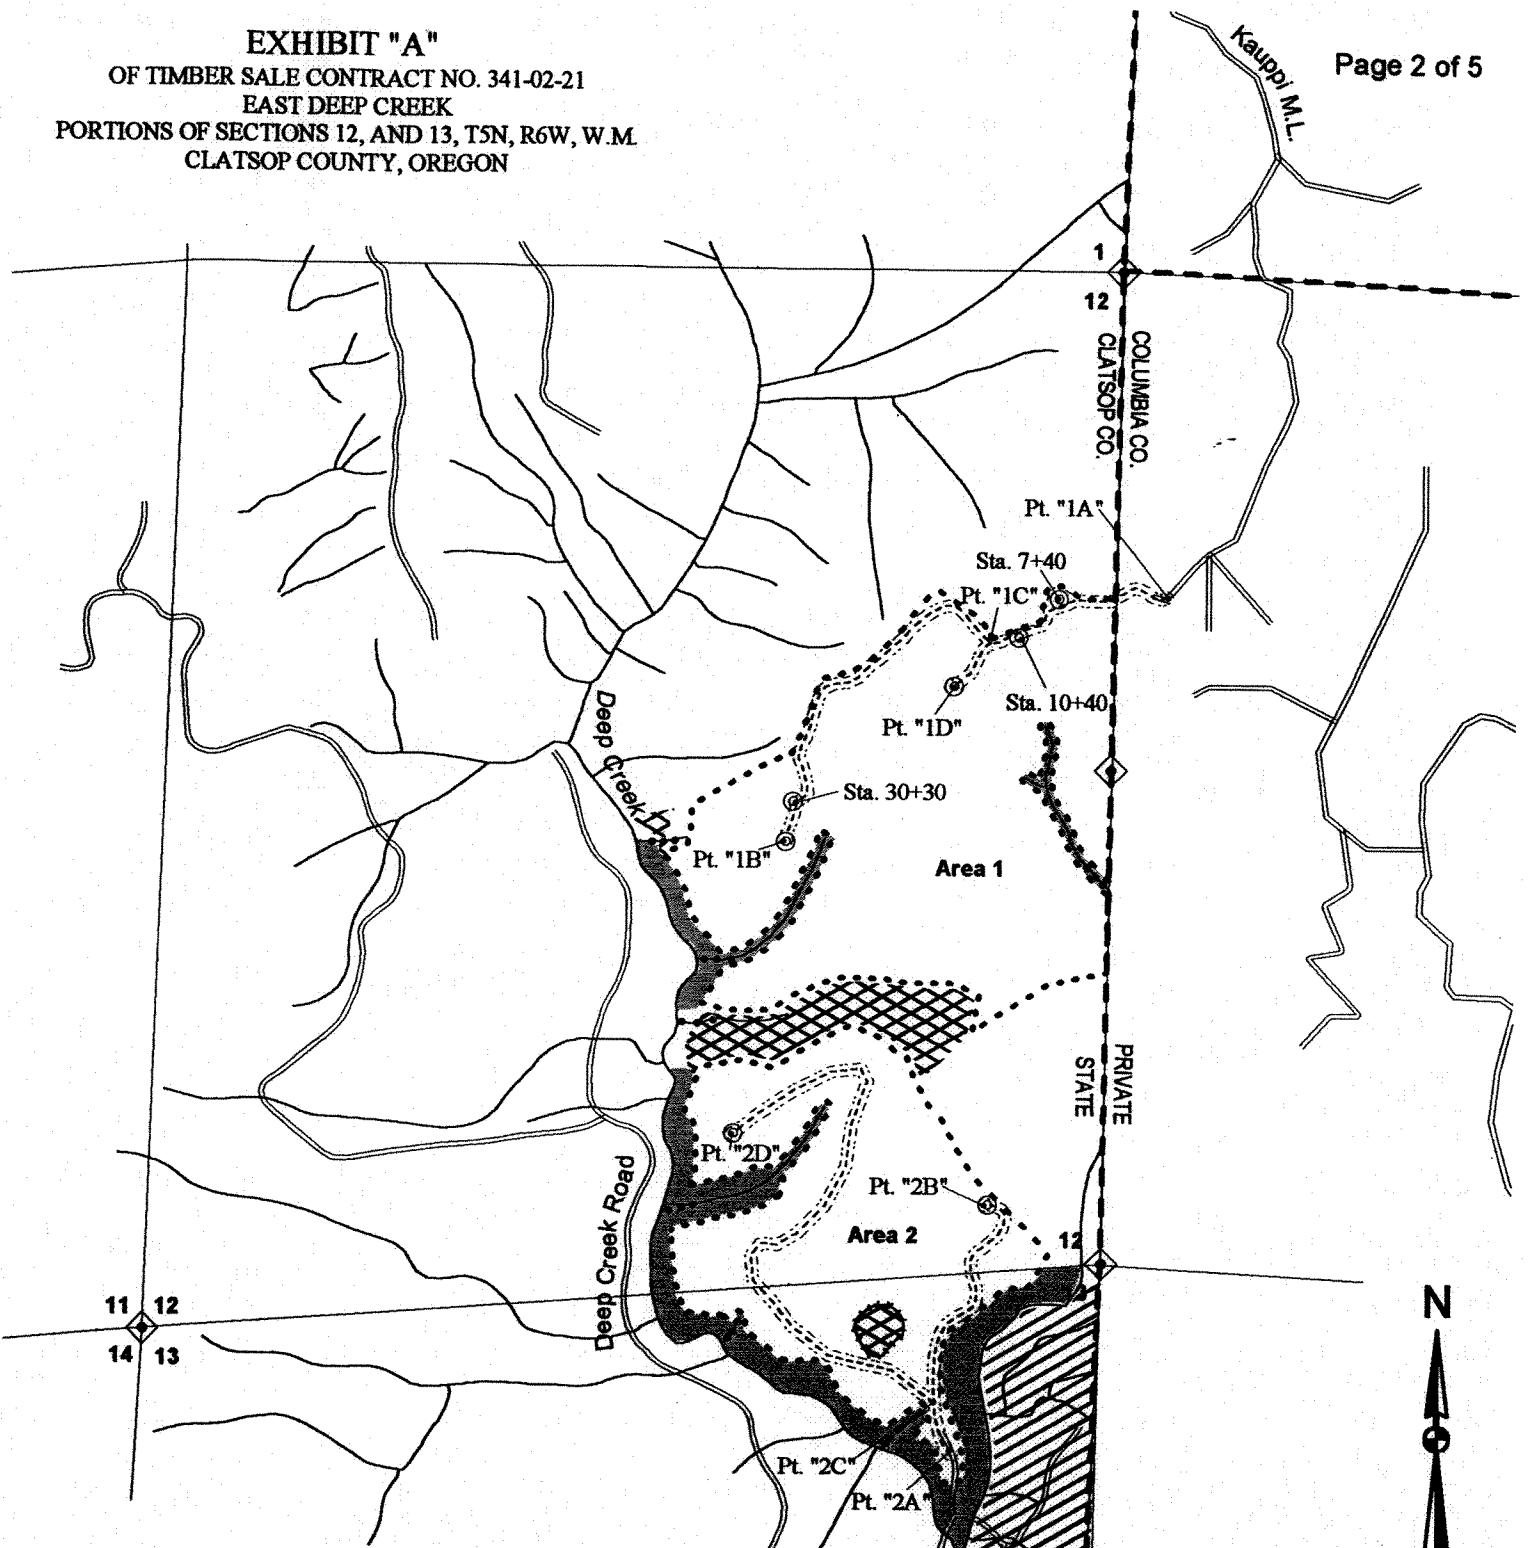 EXHIBIT "A"
OF TIMBER SALE CONTRACT NO. 341-02-21
EAST DEEP CREEK
PORTIONS OF SECTIONS 12, AND 13, T5N, R6W, W.M.
CLATSOP COUNTY, OREGON
Page 2 of 5
Kauppi M.L.
1
12
COLUMBIA CO.
CLATSOP CO.
Pt. "1A"
Sta. 7+40
Pt. "1C"
Sta. 10+40
Pt. "1D"
Deep Creek
Sta. 30+30
Pt. "1B"
Area 1
PRIVATE
STATE
Pt. "2D"
Pt. "2B"
Deep Creek Road
Area 2
12
11 12
14 13
N
Pt. "2C"
Pt. "2A"